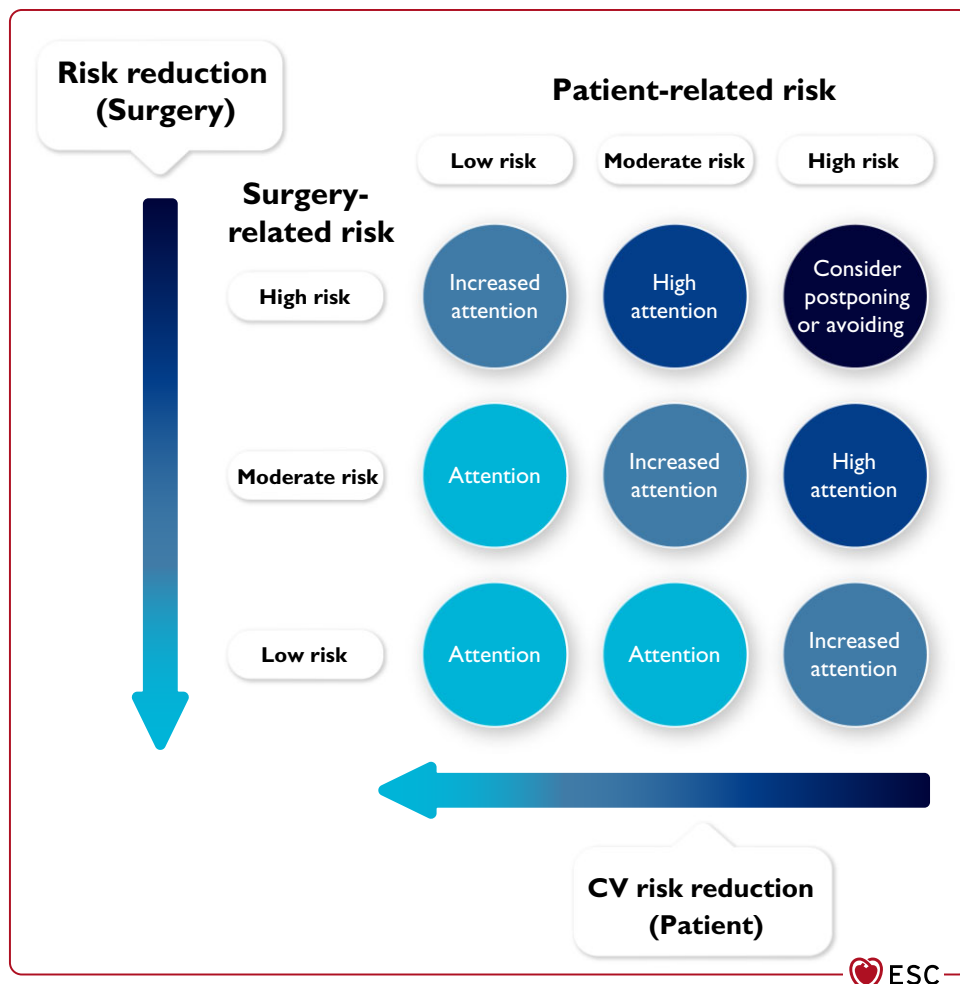 Risk reduction
(Surgery)
Patient-related risk
Low risk
Moderate risk
High risk
Surgery-
related risk
High risk
Increased
attention
High
attention
Consider
postponing
or avoiding
Moderate risk
Attention
Increased
attention
High
attention
Low risk
Attention
Attention
Increased
attention
CV risk reduction
(Patient)
ESC